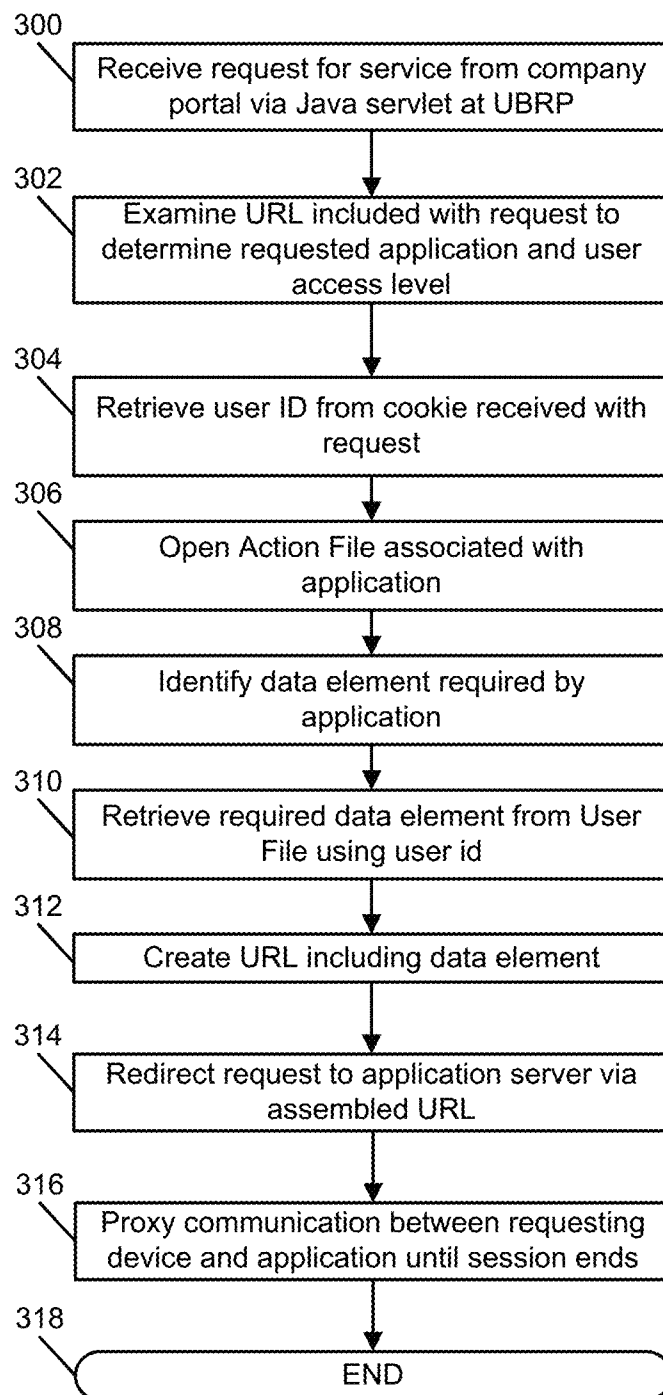 300
Receive request for service from company
portal via Java servlet at UBRP
302
Examine URL included with request to
determine requested application and user
access level
304
Retrieve user ID from cookie received with
request
306
Open Action File associated with
application
308
Identify data element required by
application
310
Retrieve required data element from User
File using user id
312
Create URL including data element
314
Redirect request to application server via
assembled URL
316
Proxy communication between requesting
device and application until session ends
318
END